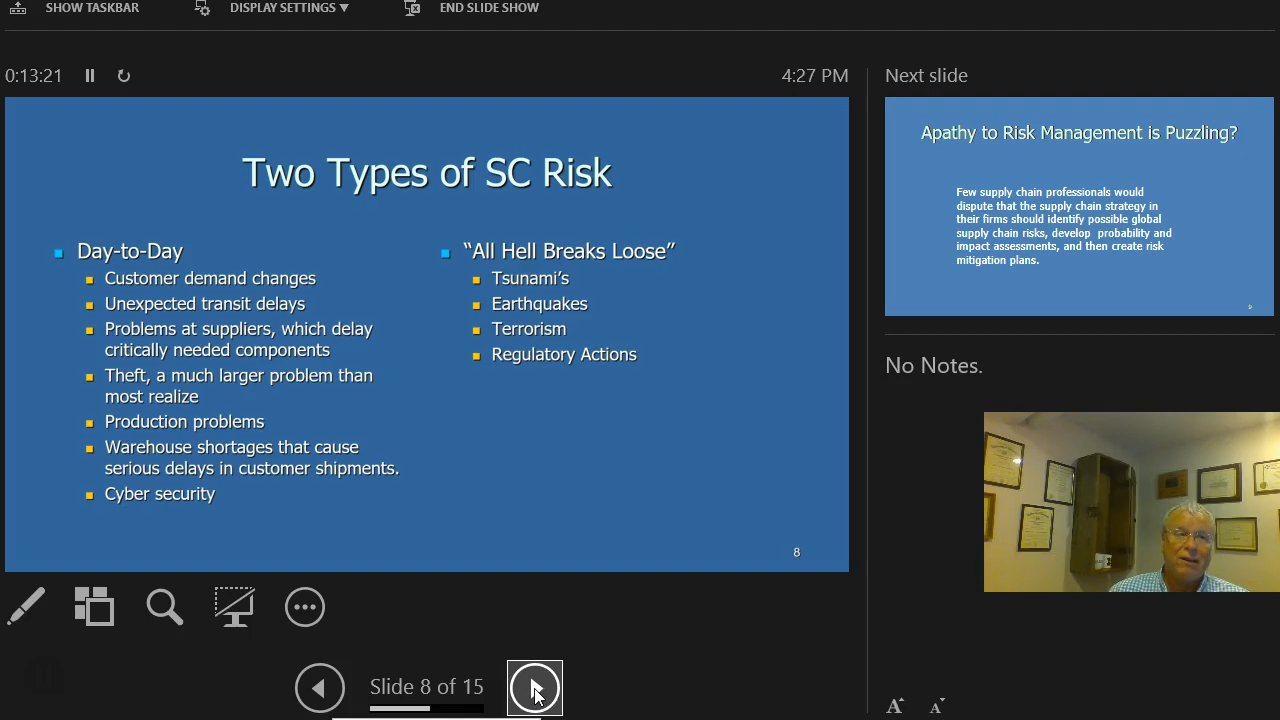 SHOW TASKBAR
DISPLAY SETTINGS ▼
END SLIDE SHOW
0:13:21
4:27 PM
Two Types of SC Risk
Day-to-Day
Customer demand changes
Unexpected transit delays
Problems at suppliers, which delay
critically needed components
Theft, a much larger problem than
most realize
Production problems
Warehouse shortages that cause
serious delays in customer shipments.
Cyber security
“All Hell Breaks Loose”
Tsunami’s
Earthquakes
Terrorism
Regulatory Actions
8
Slide 8 of 15
Next slide
Apathy to Risk Management is Puzzling?
Few supply chain professionals would
dispute that the supply chain strategy in
their firms should identify possible global
supply chain risks, develop probability and
impact assessments, and then create risk
mitigation plans.
9
No Notes.
A A